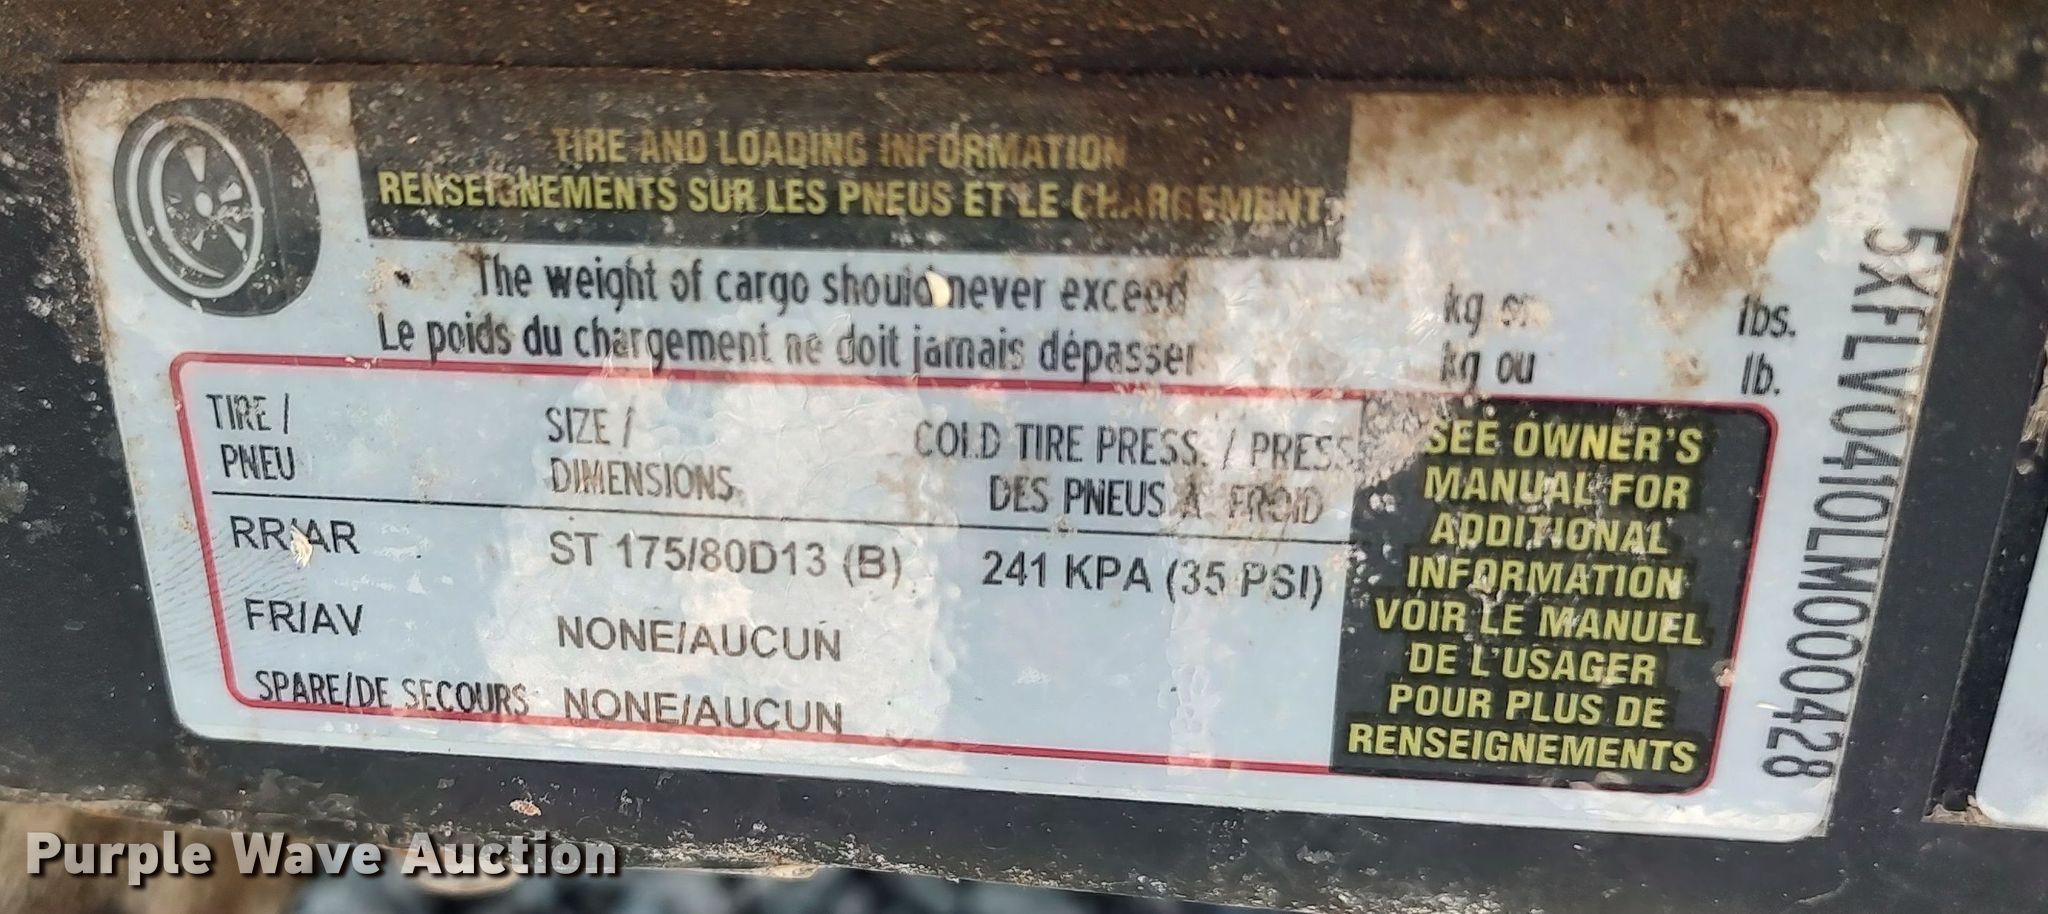 TIRE AND LOADING INFORMATION
RENSEIGNEMENTS SUR LES PNEUS ET LE CHARGEMENT
The weight of cargo should never exceed kg or lbs.
Le poids du chargement ne doit jamais dépasser kg ou lb.
TIRE / SIZE / COLD TIRE PRESS. / PRESS
PNEU DIMENSIONS DES PNEUS A FROID
RR/AR ST 175/80D13 (B) 241 KPA (35 PSI)
FR/AV NONE/AUCUN
SPARE/DE SECOURS NONE/AUCUN
SEE OWNER'S
MANUAL FOR
ADDITIONAL
INFORMATION
VOIR LE MANUEL
DE L'USAGER
POUR PLUS DE
RENSEIGNEMENTS
5XFLV0410LM000428
Purple Wave Auction